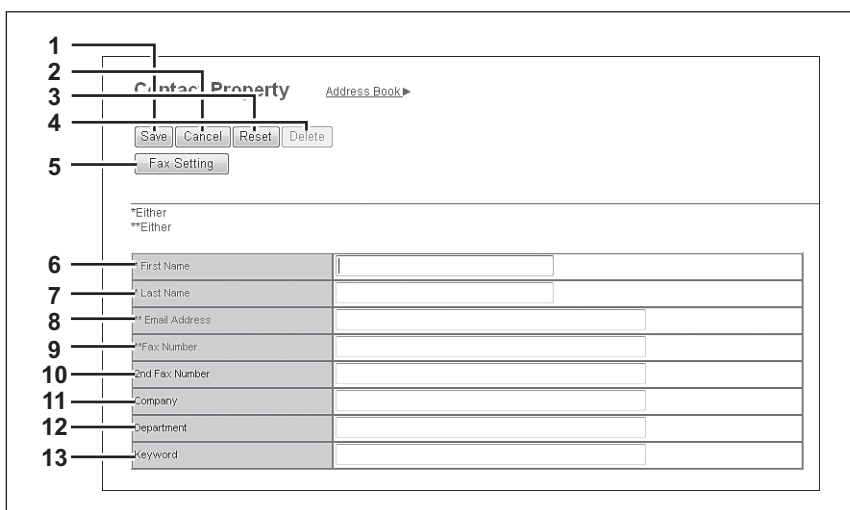 1
2
3
4
5
Contact Property Address Book▶
Save Cancel Reset Delete
Fax Setting
*Either
**Either
6 * First Name
7 * Last Name
8 ** Email Address
9 **Fax Number
10 2nd Fax Number
11 Company
12 Department
13 Keyword